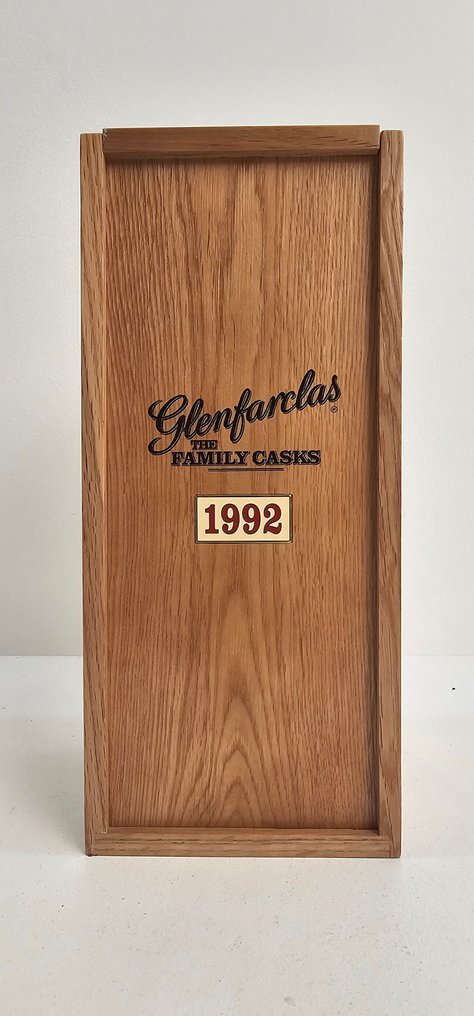 Glenfarclas®
THE
FAMILY CASKS
1992